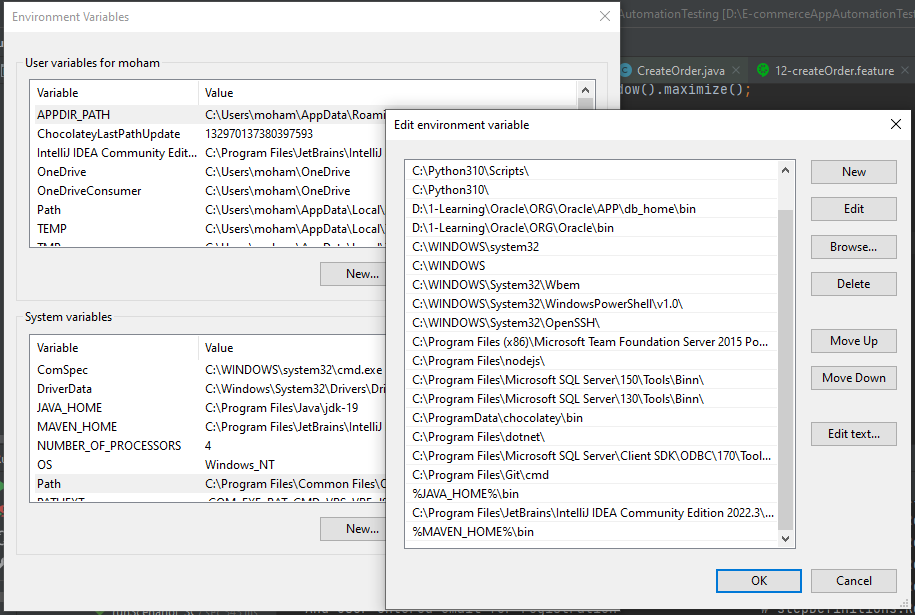 Environment Variables
AutomationTesting [D:\E-commerceAppAutomationTest
CreateOrder.java
12-createOrder.feature
dow().maximize();
User variables for moham
Variable Value
APPDIR_PATH C:\Users\moham\AppData\Roami
ChocolateyLastPathUpdate 132970137380397593
IntelliJ IDEA Community Edit... C:\Program Files\JetBrains\IntelliJ
OneDrive C:\Users\moham\OneDrive
OneDriveConsumer C:\Users\moham\OneDrive
Path C:\Users\moham\AppData\Local\
TEMP C:\Users\moham\AppData\Local\
TMP
New...
System variables
Variable Value
ComSpec C:\WINDOWS\system32\cmd.exe
DriverData C:\Windows\System32\Drivers\Dri
JAVA_HOME C:\Program Files\Java\jdk-19
MAVEN_HOME C:\Program Files\JetBrains\IntelliJ
NUMBER_OF_PROCESSORS 4
OS Windows_NT
Path C:\Program Files\Common Files\O
PATHEXT
New...
Edit environment variable
C:\Python310\Scripts\
C:\Python310\
D:\1-Learning\Oracle\ORG\Oracle\APP\db_home\bin
D:\1-Learning\Oracle\ORG\Oracle\bin
C:\WINDOWS\system32
C:\WINDOWS
C:\WINDOWS\System32\Wbem
C:\WINDOWS\System32\WindowsPowerShell\v1.0\
C:\WINDOWS\System32\OpenSSH\
C:\Program Files (x86)\Microsoft Team Foundation Server 2015 Po...
C:\Program Files\nodejs\
C:\Program Files\Microsoft SQL Server\150\Tools\Binn\
C:\Program Files\Microsoft SQL Server\130\Tools\Binn\
C:\ProgramData\chocolatey\bin
C:\Program Files\dotnet\
C:\Program Files\Microsoft SQL Server\Client SDK\ODBC\170\Tool...
C:\Program Files\Git\cmd
%JAVA_HOME%\bin
C:\Program Files\JetBrains\IntelliJ IDEA Community Edition 2022.3\...
%MAVEN_HOME%\bin
New
Edit
Browse...
Delete
Move Up
Move Down
Edit text...
OK
Cancel